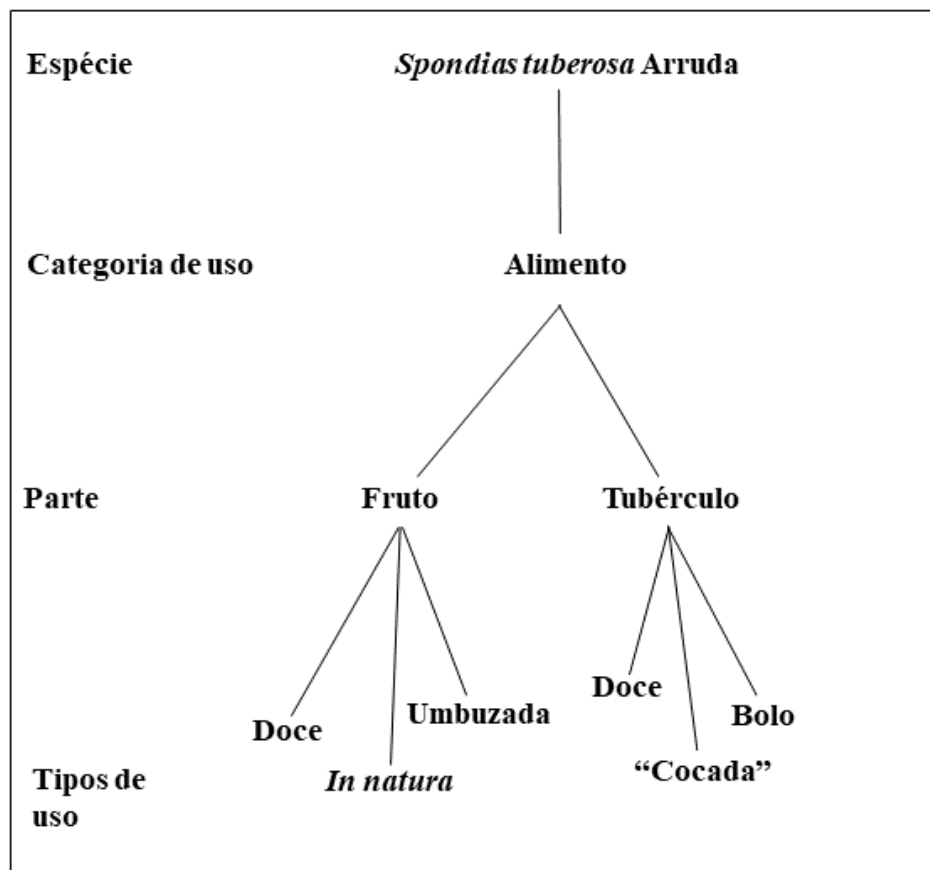 Espécie Spondias tuberosa Arruda
Categoria de uso Alimento
Parte Fruto Tubérculo
Doce Umbuzada Doce Bolo
In natura “Cocada”
Tipos de
uso